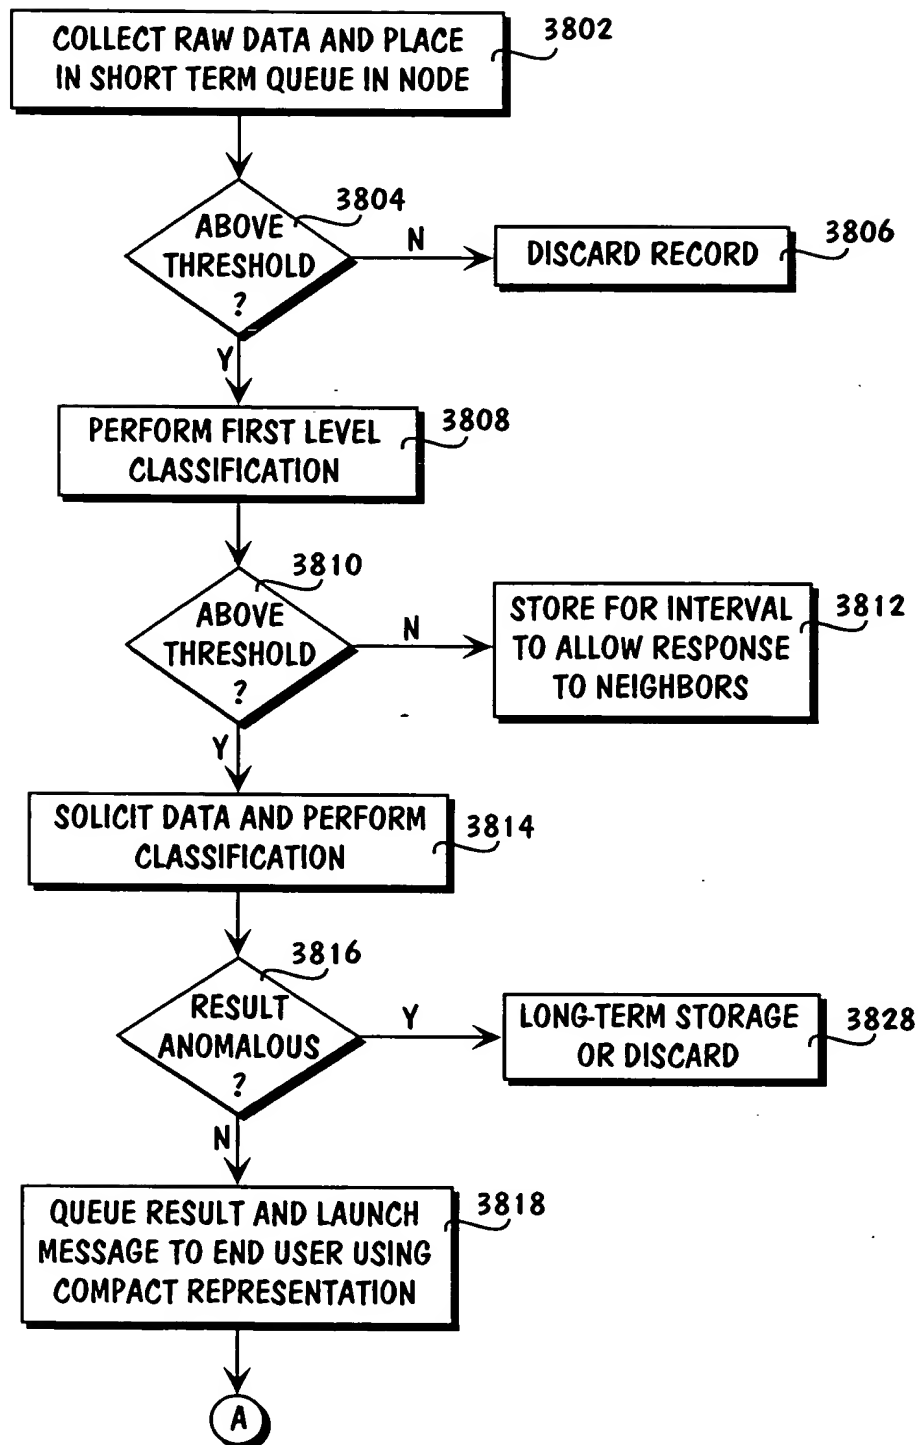 COLLECT RAW DATA AND PLACE
IN SHORT TERM QUEUE IN NODE
3802
ABOVE
THRESHOLD
?
3804
N
DISCARD RECORD
3806
Y
PERFORM FIRST LEVEL
CLASSIFICATION
3808
ABOVE
THRESHOLD
?
3810
N
STORE FOR INTERVAL
TO ALLOW RESPONSE
TO NEIGHBORS
3812
Y
SOLICIT DATA AND PERFORM
CLASSIFICATION
3814
RESULT
ANOMALOUS
?
3816
Y
LONG-TERM STORAGE
OR DISCARD
3828
N
QUEUE RESULT AND LAUNCH
MESSAGE TO END USER USING
COMPACT REPRESENTATION
3818
A